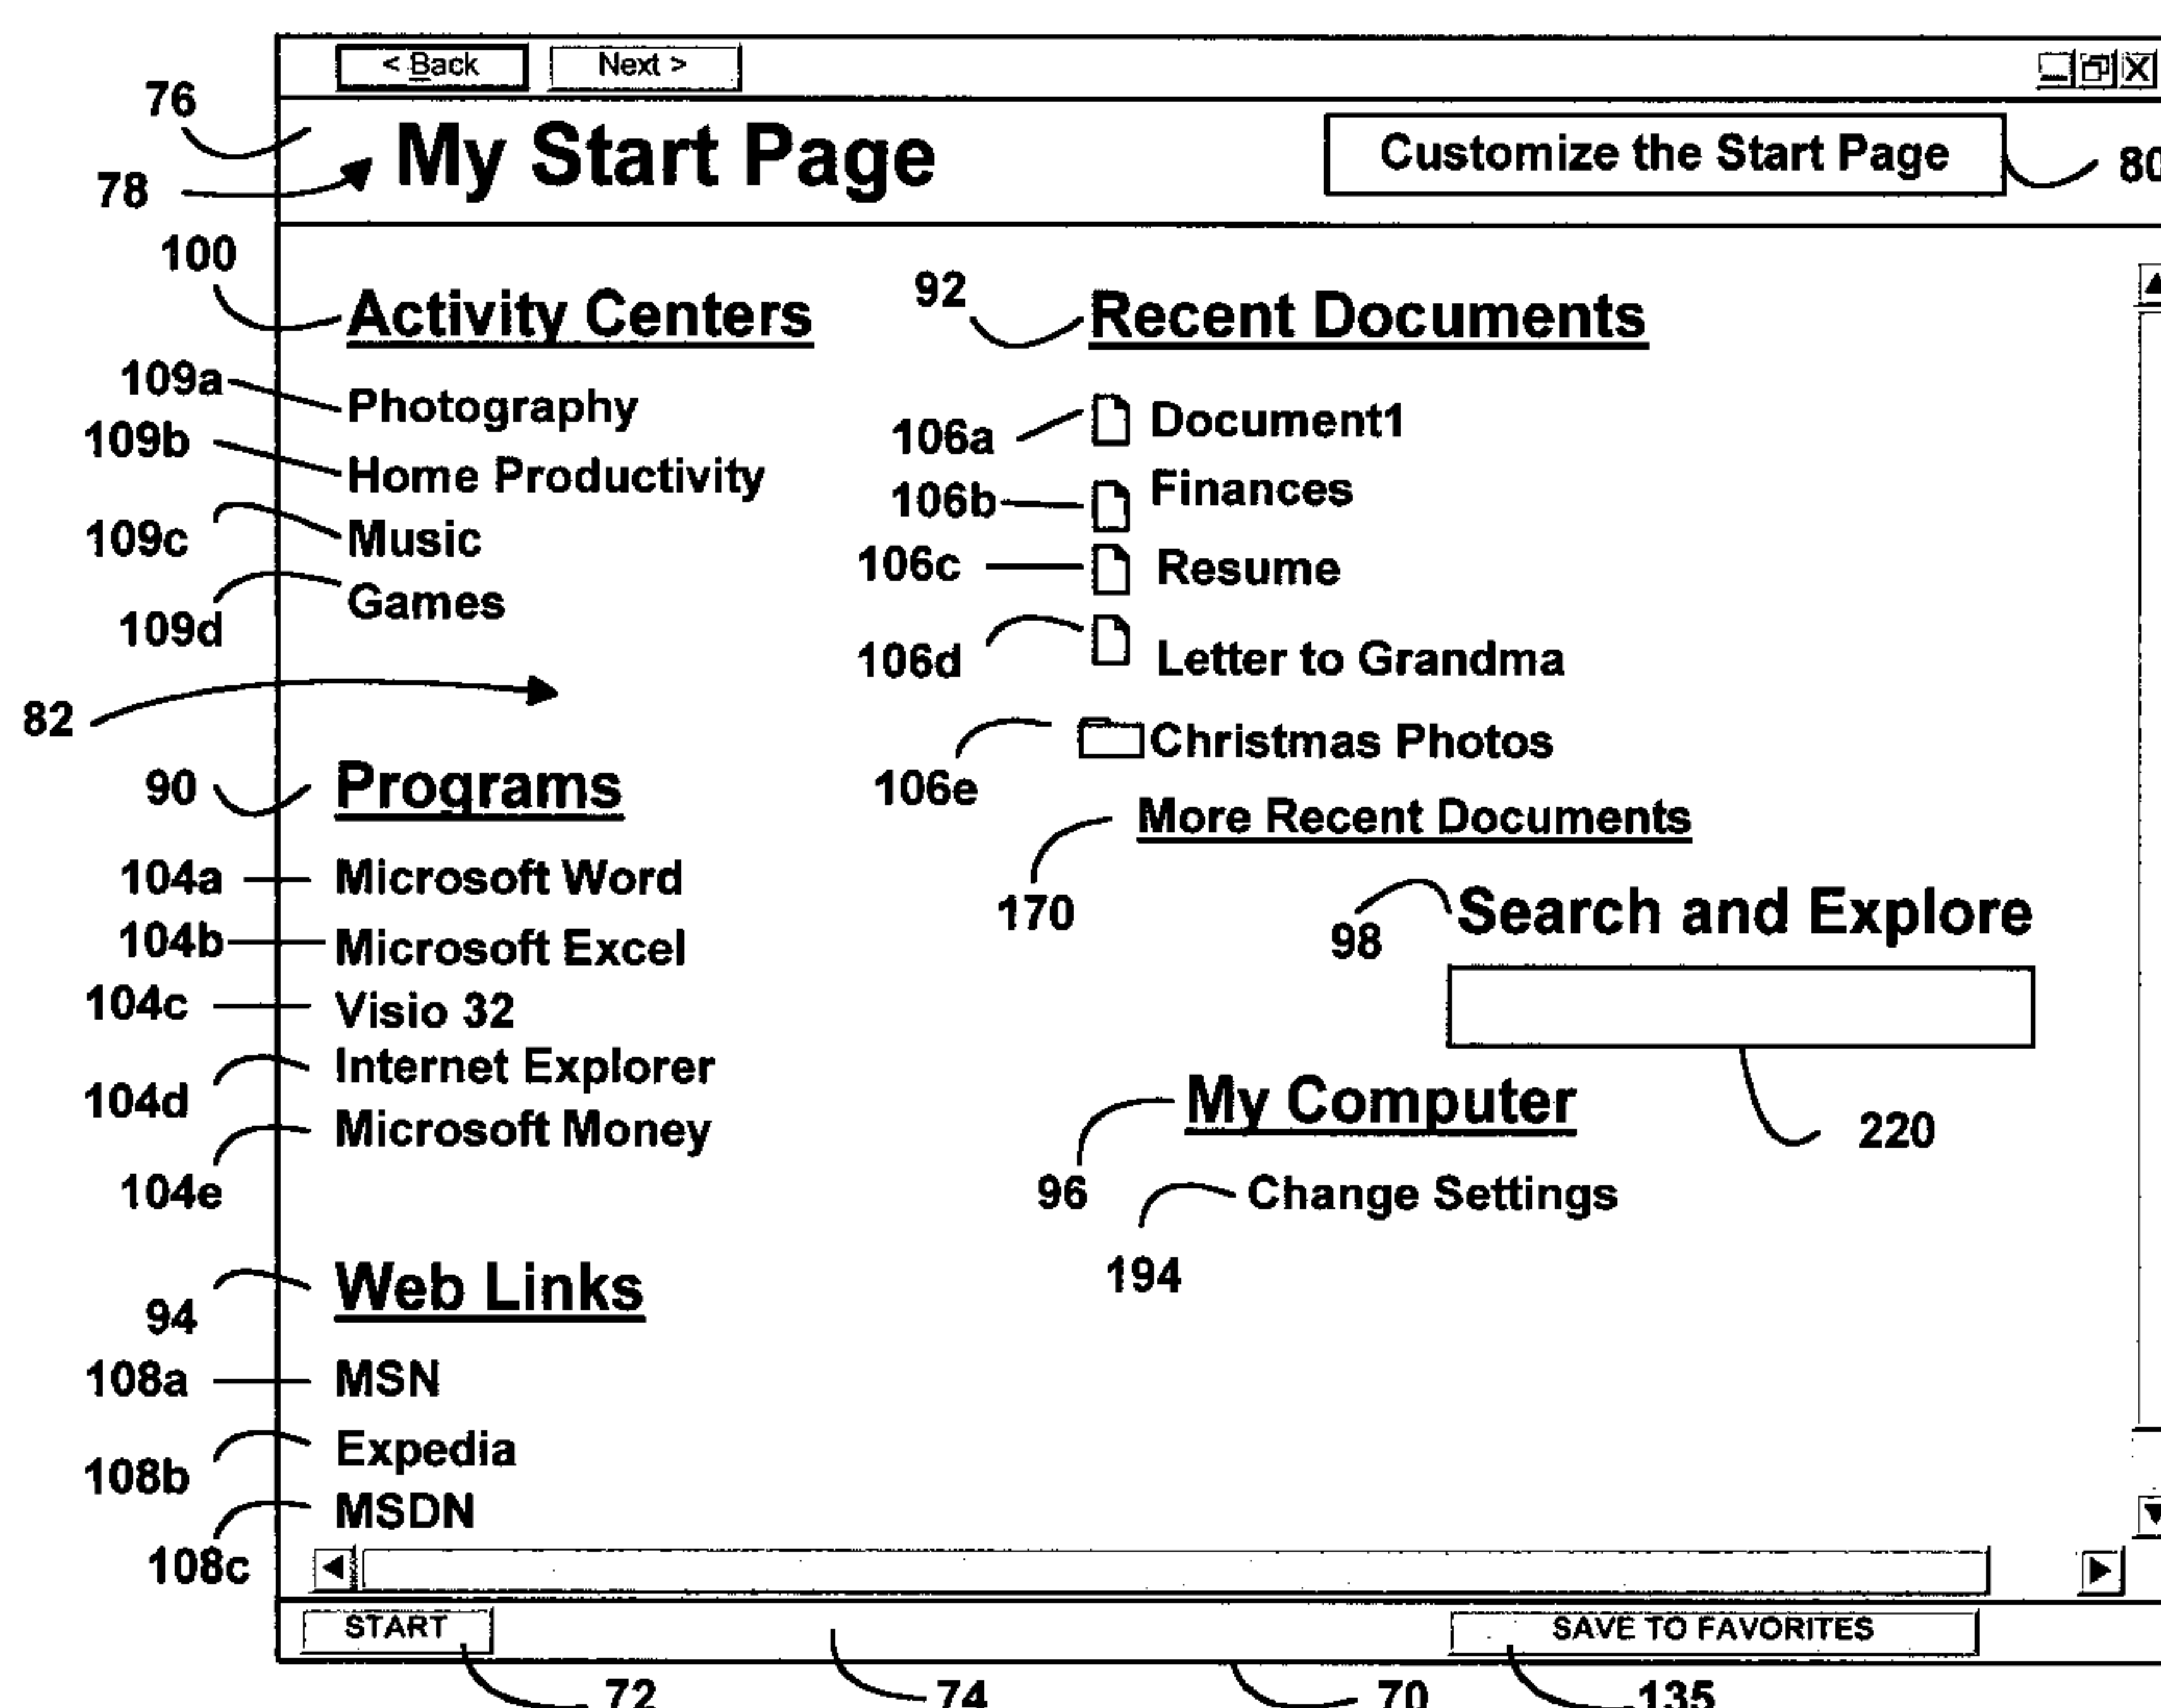 < Back Next >
76
My Start Page Customize the Start Page
78 80
100
92
Activity Centers Recent Documents
109a Photography
106a Document1
109b Home Productivity
106b Finances
109c Music
106c Resume
Games
109d
106d Letter to Grandma
82
Christmas Photos
90 Programs 106e
More Recent Documents
104a Microsoft Word
170
98 Search and Explore
104b Microsoft Excel
104c Visio 32
Internet Explorer
104d
My Computer
Microsoft Money 220
104e
96 Change Settings
194
Web Links
94
108a MSN
Expedia
108b
MSDN
108c
START SAVE TO FAVORITES
72 74 70 135